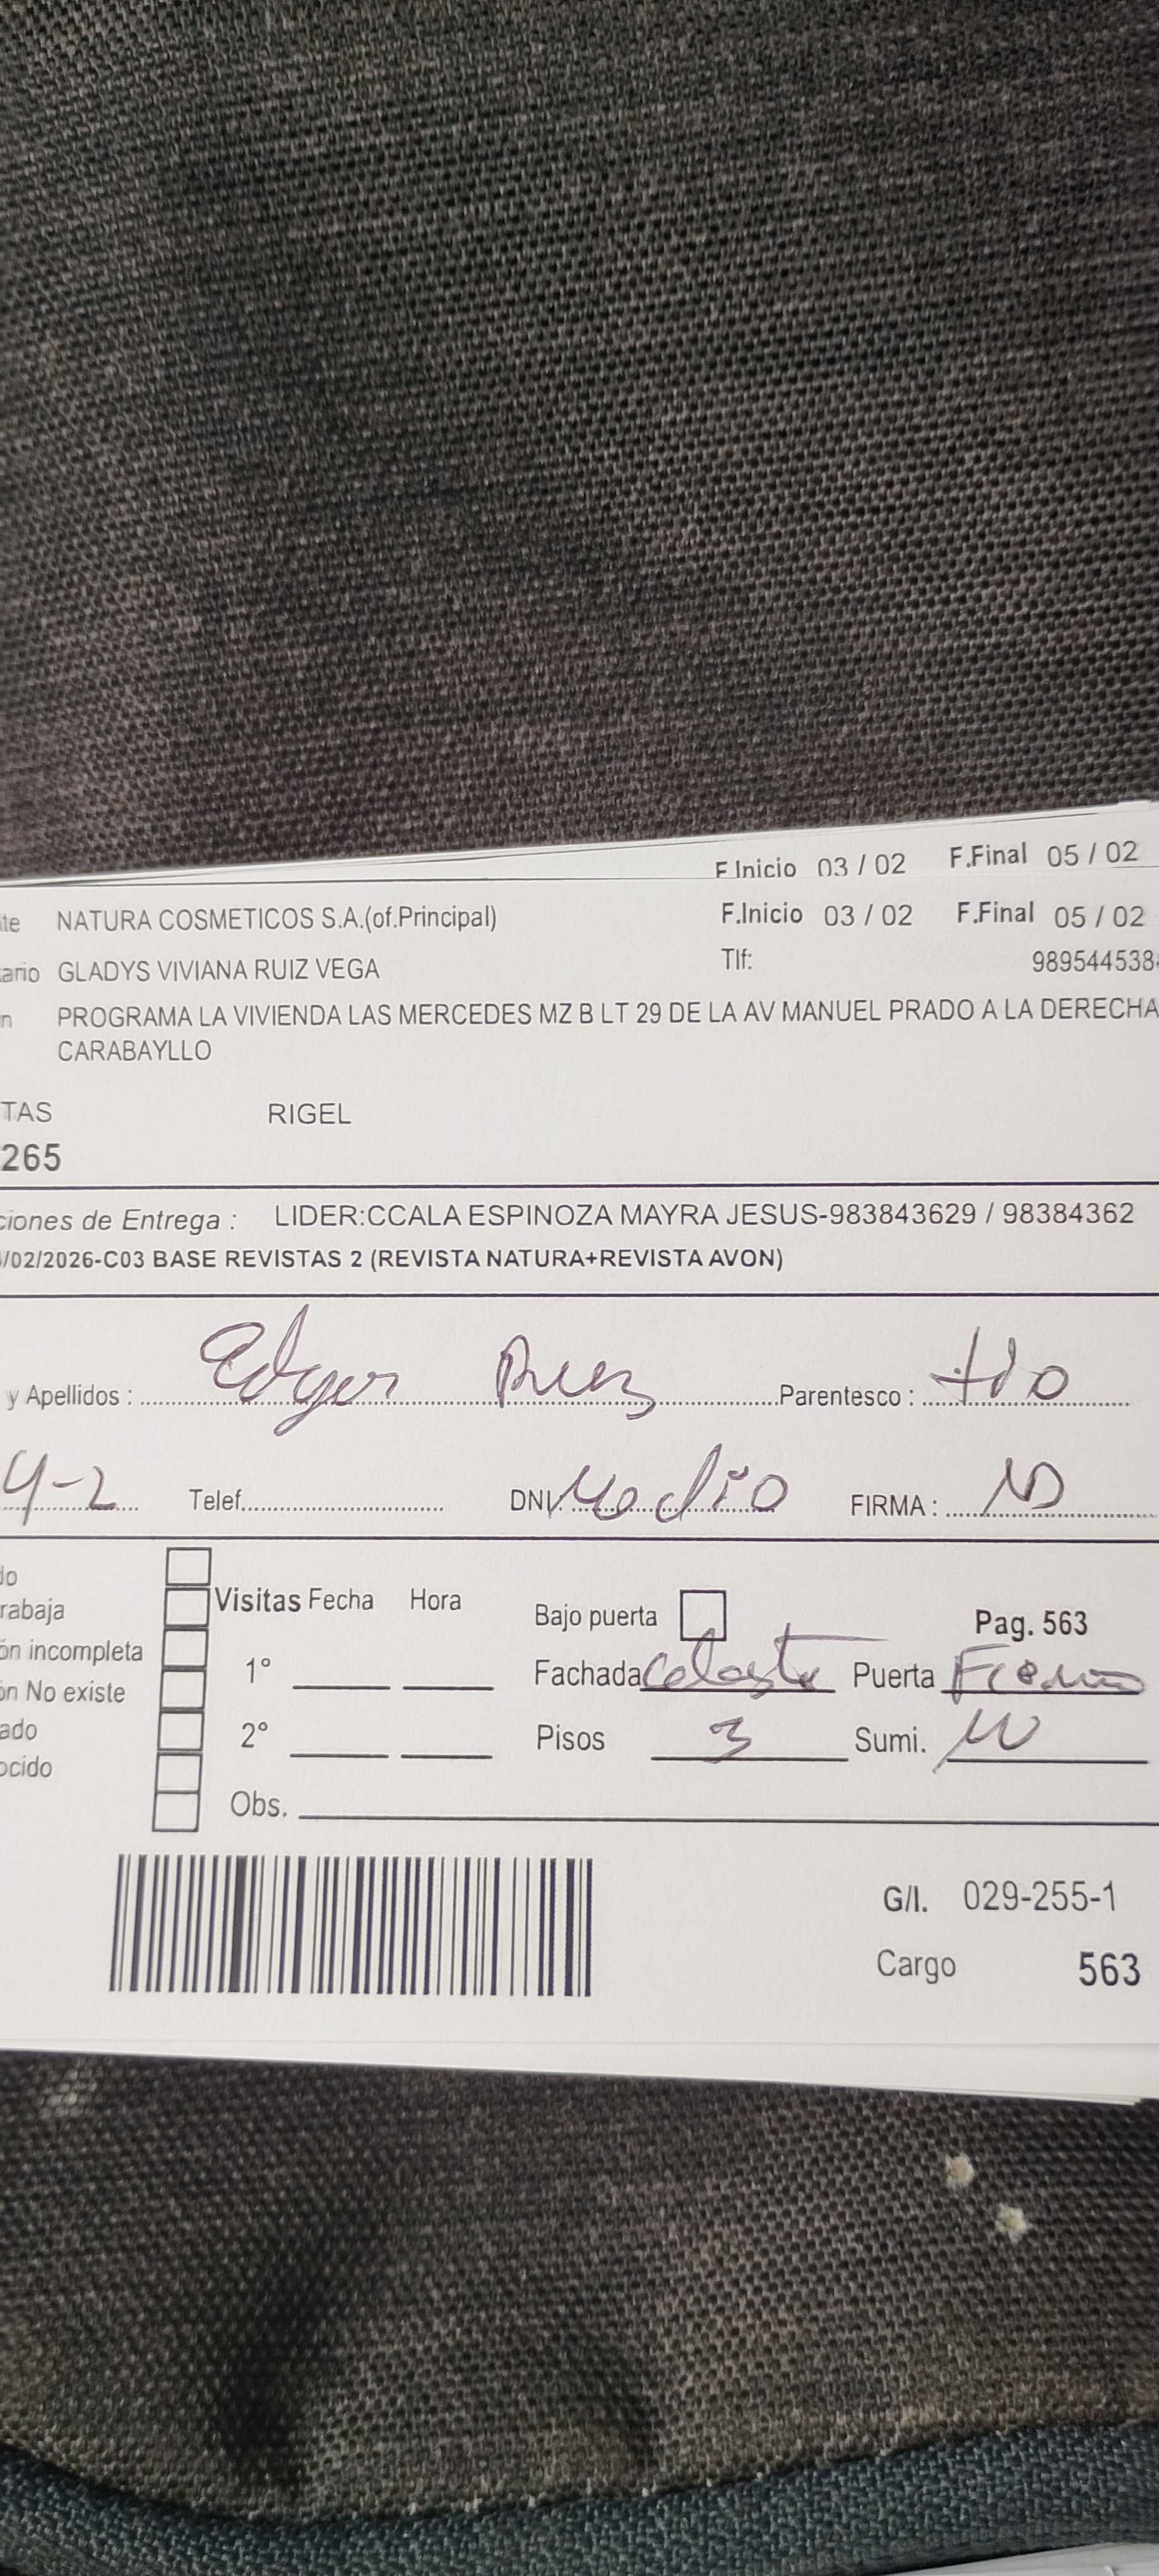 F.Inicio 03 / 02 F.Final 05 / 02
te NATURA COSMETICOS S.A.(of.Principal) F.Inicio 03 / 02 F.Final 05 / 02
ario GLADYS VIVIANA RUIZ VEGA Tlf: 989544538
n PROGRAMA LA VIVIENDA LAS MERCEDES MZ B LT 29 DE LA AV MANUEL PRADO A LA DERECHA
CARABAYLLO
TAS RIGEL
265
ciones de Entrega : LIDER:CCALA ESPINOZA MAYRA JESUS-983843629 / 98384362
/02/2026-C03 BASE REVISTAS 2 (REVISTA NATURA+REVISTA AVON)
y Apellidos : Edgar Ruiz Parentesco :
4-2 Telef. DNI. FIRMA :
do
rabaja Visitas Fecha Hora Bajo puerta Pag. 563
ón incompleta 1° Fachada Celeste Puerta Fierro
ón No existe
ado 2° Pisos 3 Sumi.
ocido
Obs.
G/I. 029-255-1
Cargo 563